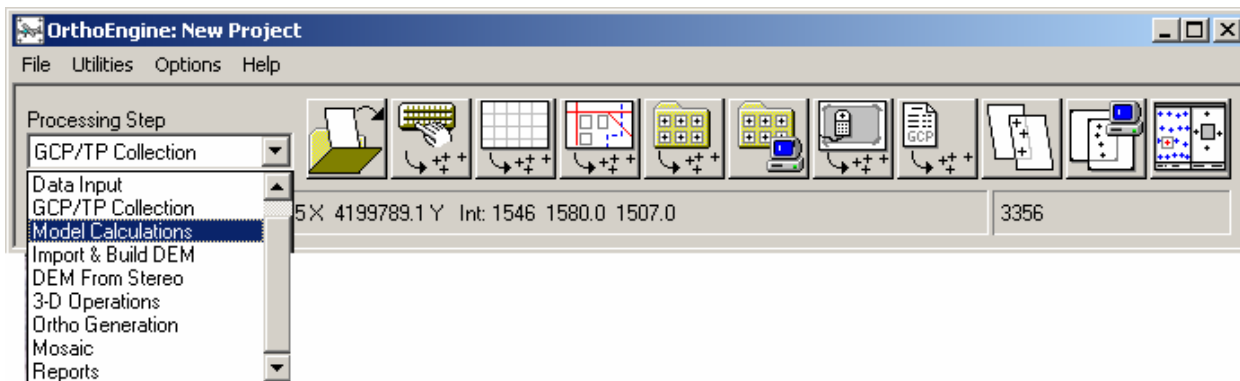 OrthoEngine: New Project
File Utilities Options Help
Processing Step
GCP/TP Collection
GCP
Data Input
GCP/TP Collection
5 X 4199789.1 Y Int: 1546 1580.0 1507.0 3356
Model Calculations
Import & Build DEM
DEM From Stereo
3-D Operations
Ortho Generation
Mosaic
Reports